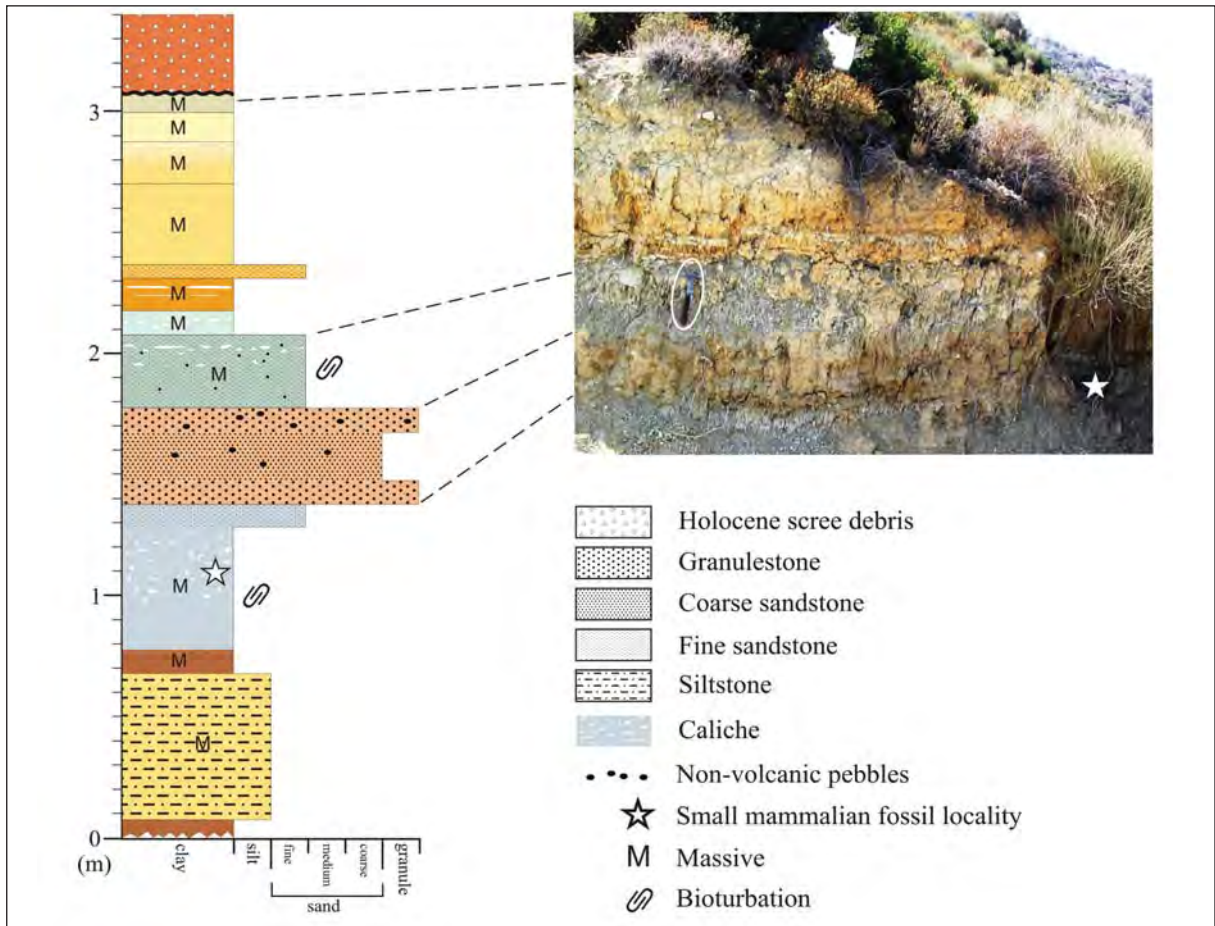 3
2
1
0
(m)
M
M
M
M
M
M
M
M
M
M
clay
silt
fine
medium
coarse
granule
sand
Holocene scree debris
Granulestone
Coarse sandstone
Fine sandstone
Siltstone
Caliche
Non-volcanic pebbles
Small mammalian fossil locality
M Massive
Bioturbation